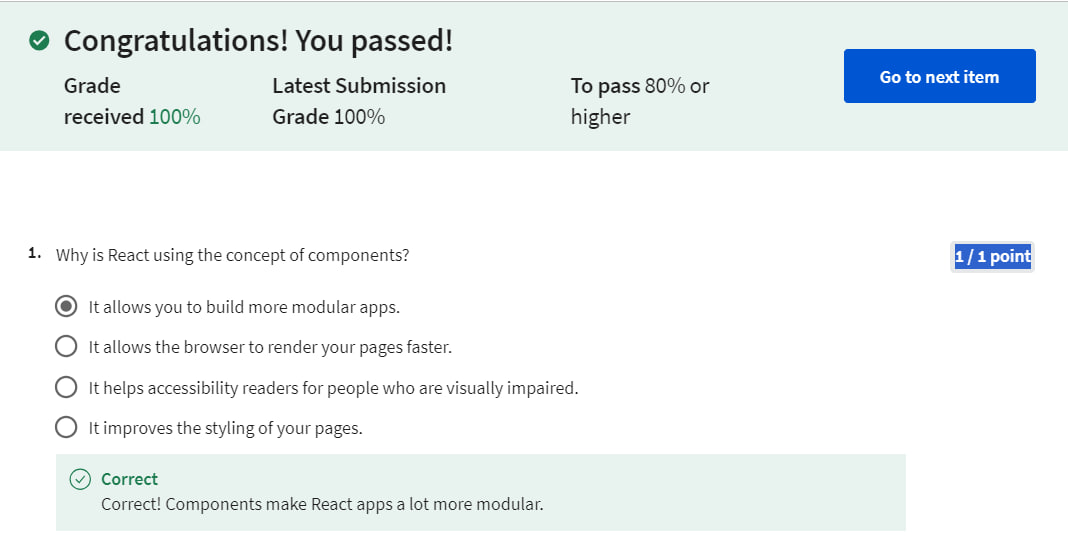 Congratulations! You passed!
Grade received 100%
Latest Submission Grade 100%
To pass 80% or higher
Go to next item
1. Why is React using the concept of components?
1 / 1 point
It allows you to build more modular apps.
It allows the browser to render your pages faster.
It helps accessibility readers for people who are visually impaired.
It improves the styling of your pages.
Correct
Correct! Components make React apps a lot more modular.